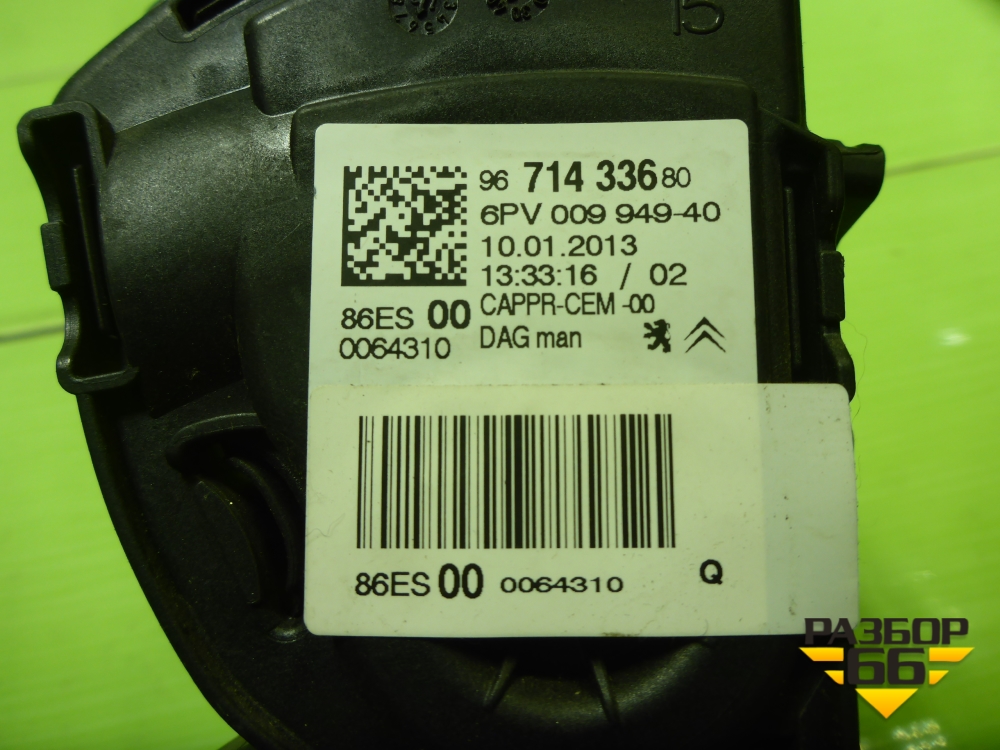 15
96 714 336 80
6PV 009 949-40
10.01.2013
13:33:16 / 02
86ES 00 CAPPR-CEM -00
0064310 DAG man
86ES 00 0064310 Q
РАЗБОР
66